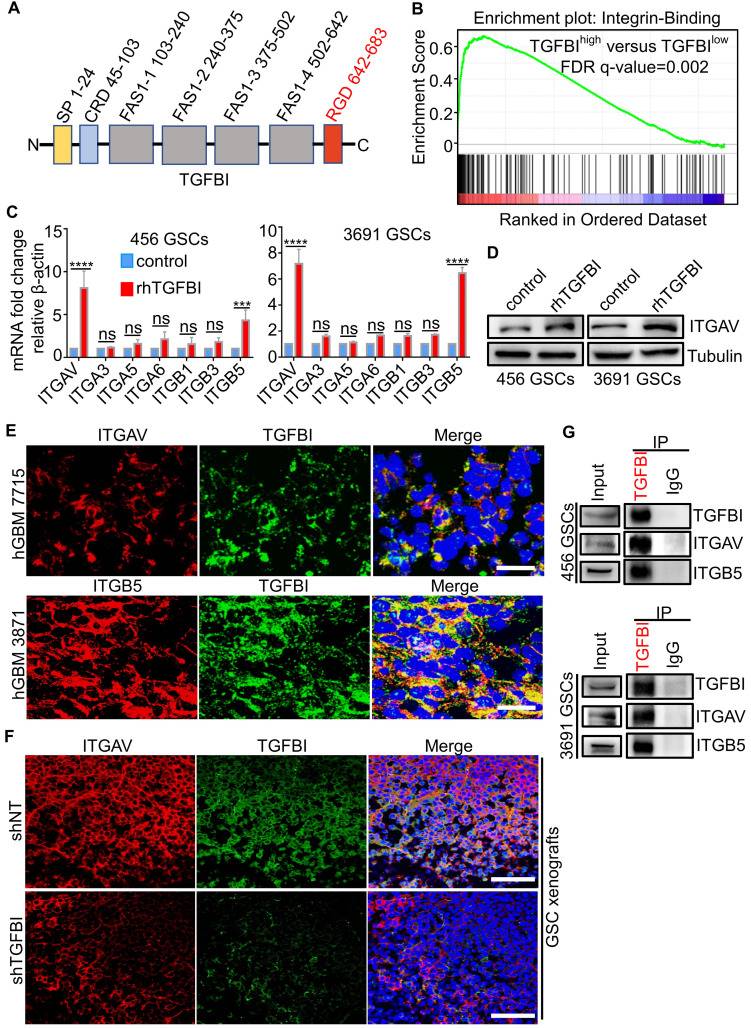 A
SP 1-24
CRD 45-103
FAS1-1 103-240
FAS1-2 240-375
FAS1-3 375-502
FAS1-4 502-642
RGD 642-683
N
C
TGFBI
B
Enrichment plot: Integrin-Binding
TGFBIhigh versus TGFBIlow
FDR q-value=0.002
Enrichment Score
0.6
0.4
0.2
0
Ranked in Ordered Dataset
C
mRNA fold change
relative β-actin
15
10
5
0
456 GSCs
control
rhTGFBI
****
ns
ns
ns
ns
ns
***
ITGAV
ITGA3
ITGA5
ITGA6
ITGB1
ITGB3
ITGB5
10
8
6
4
2
0
3691 GSCs
****
ns
ns
ns
ns
ns
****
ITGAV
ITGA3
ITGA5
ITGA6
ITGB1
ITGB3
ITGB5
D
control
rhTGFBI
control
rhTGFBI
ITGAV
Tubulin
456 GSCs
3691 GSCs
E
ITGAV
TGFBI
Merge
hGBM 7715
ITGB5
TGFBI
Merge
hGBM 3871
F
ITGAV
TGFBI
Merge
shNT
shTGFBI
GSC xenografts
G
IP
Input
TGFBI
IgG
456 GSCs
TGFBI
ITGAV
ITGB5
IP
Input
TGFBI
IgG
3691 GSCs
TGFBI
ITGAV
ITGB5